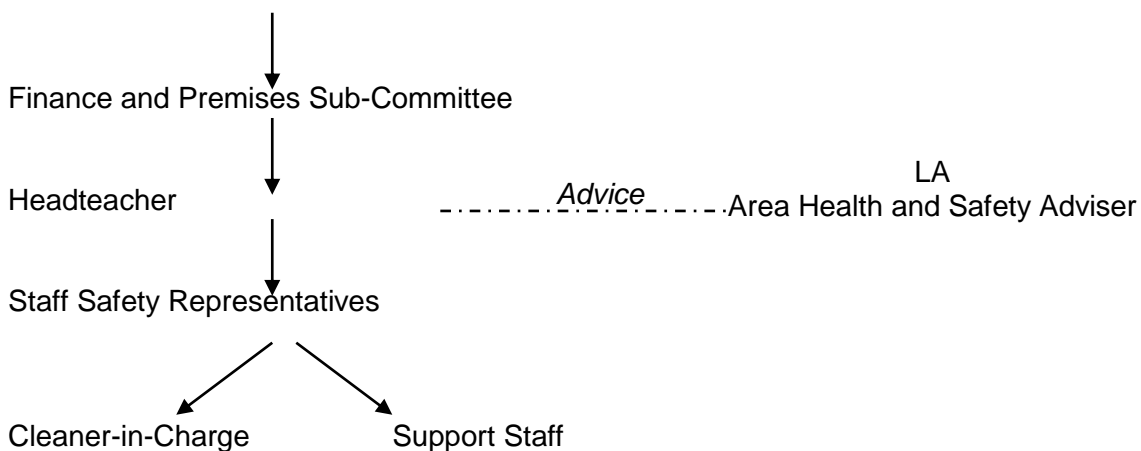 Finance and Premises Sub-Committee
LA
Headteacher
Advice
Area Health and Safety Adviser
Staff Safety Representatives
Cleaner-in-Charge
Support Staff